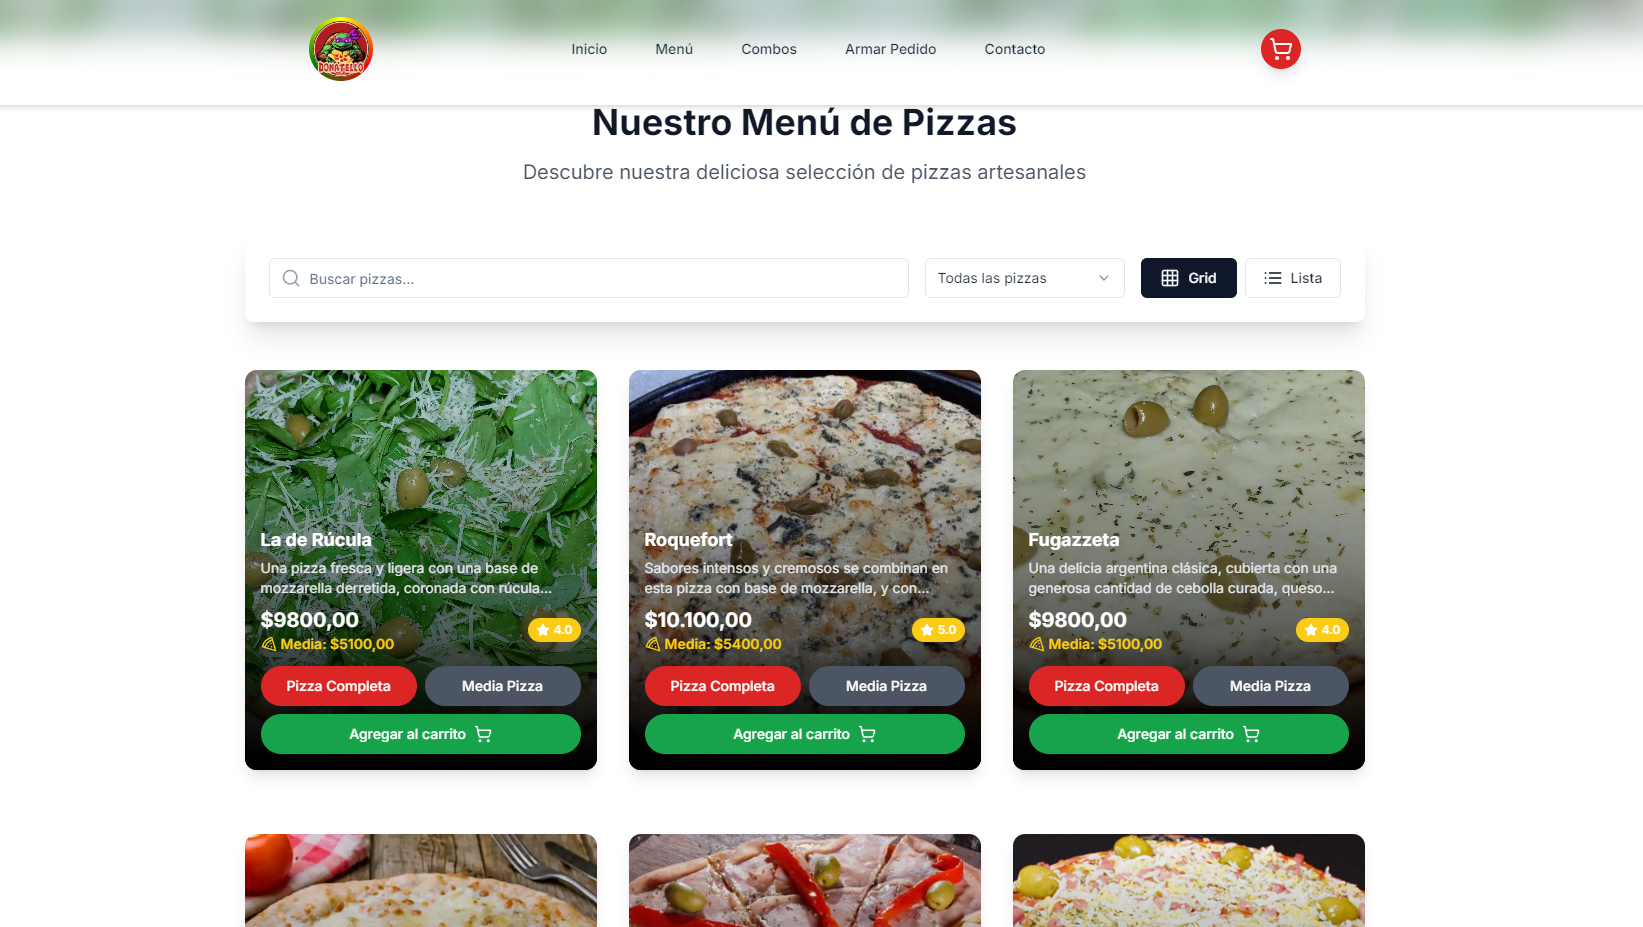 DONATELLO
Inicio
Menú
Combos
Armar Pedido
Contacto
Nuestro Menú de Pizzas
Descubre nuestra deliciosa selección de pizzas artesanales
Buscar pizzas...
Todas las pizzas
Grid
Lista
La de Rúcula
Una pizza fresca y ligera con una base de
mozzarella derretida, coronada con rúcula...
$9800,00
Media: $5100,00
4.0
Pizza Completa
Media Pizza
Agregar al carrito
Roquefort
Sabores intensos y cremosos se combinan en
esta pizza con base de mozzarella, y con...
$10.100,00
Media: $5400,00
5.0
Pizza Completa
Media Pizza
Agregar al carrito
Fugazzeta
Una delicia argentina clásica, cubierta con una
generosa cantidad de cebolla curada, queso...
$9800,00
Media: $5100,00
4.0
Pizza Completa
Media Pizza
Agregar al carrito